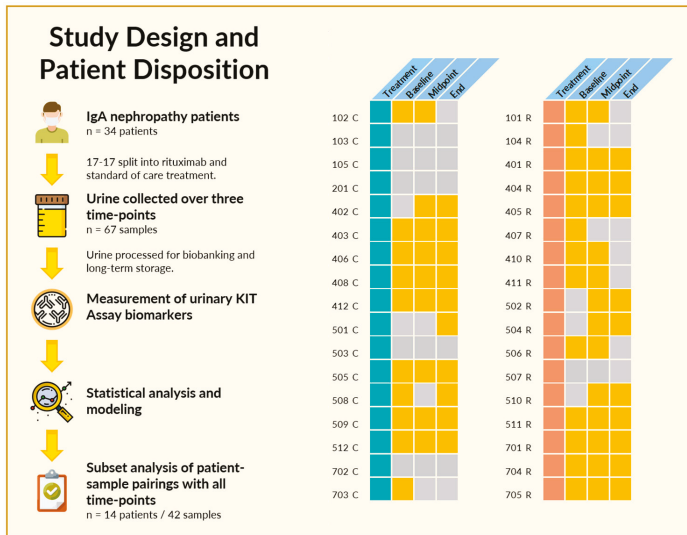 Study Design and
Patient Disposition
IgA nephropathy patients
n = 34 patients
17-17 split into rituximab and
standard of care treatment.
Urine collected over three
time-points
n = 67 samples
Urine processed for biobanking and
long-term storage.
Measurement of urinary KIT
Assay biomarkers
Statistical analysis and
modeling
Subset analysis of patient-
sample pairings with all
time-points
n = 14 patients / 42 samples
Treatment
Baseline
Midpoint
End
102 C
103 C
105 C
201 C
402 C
403 C
406 C
408 C
412 C
501 C
503 C
505 C
508 C
509 C
512 C
702 C
703 C
Treatment
Baseline
Midpoint
End
101 R
104 R
401 R
404 R
405 R
407 R
410 R
411 R
502 R
504 R
506 R
507 R
510 R
511 R
701 R
704 R
705 R